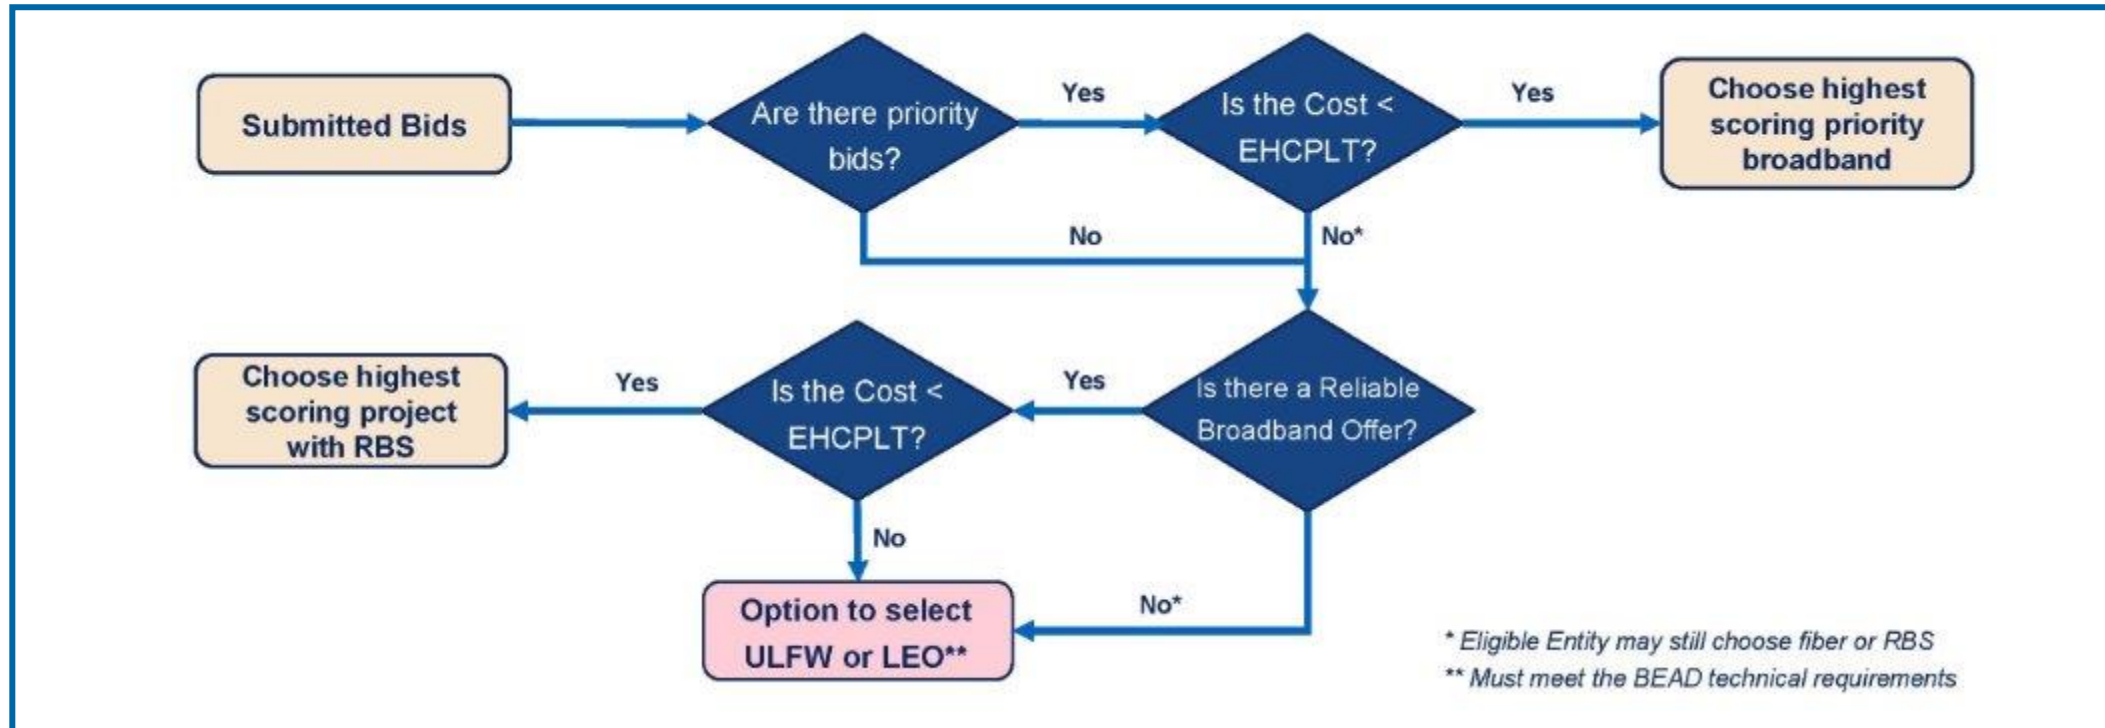 Submitted Bids
Are there priority
bids?
Yes
Is the Cost <
EHCPLT?
Yes
Choose highest
scoring priority
broadband
No
No*
Choose highest
scoring project
with RBS
Yes
Is the Cost <
EHCPLT?
Yes
Is there a Reliable
Broadband Offer?
No
Option to select
ULFW or LEO**
No*
* Eligible Entity may still choose fiber or RBS
** Must meet the BEAD technical requirements